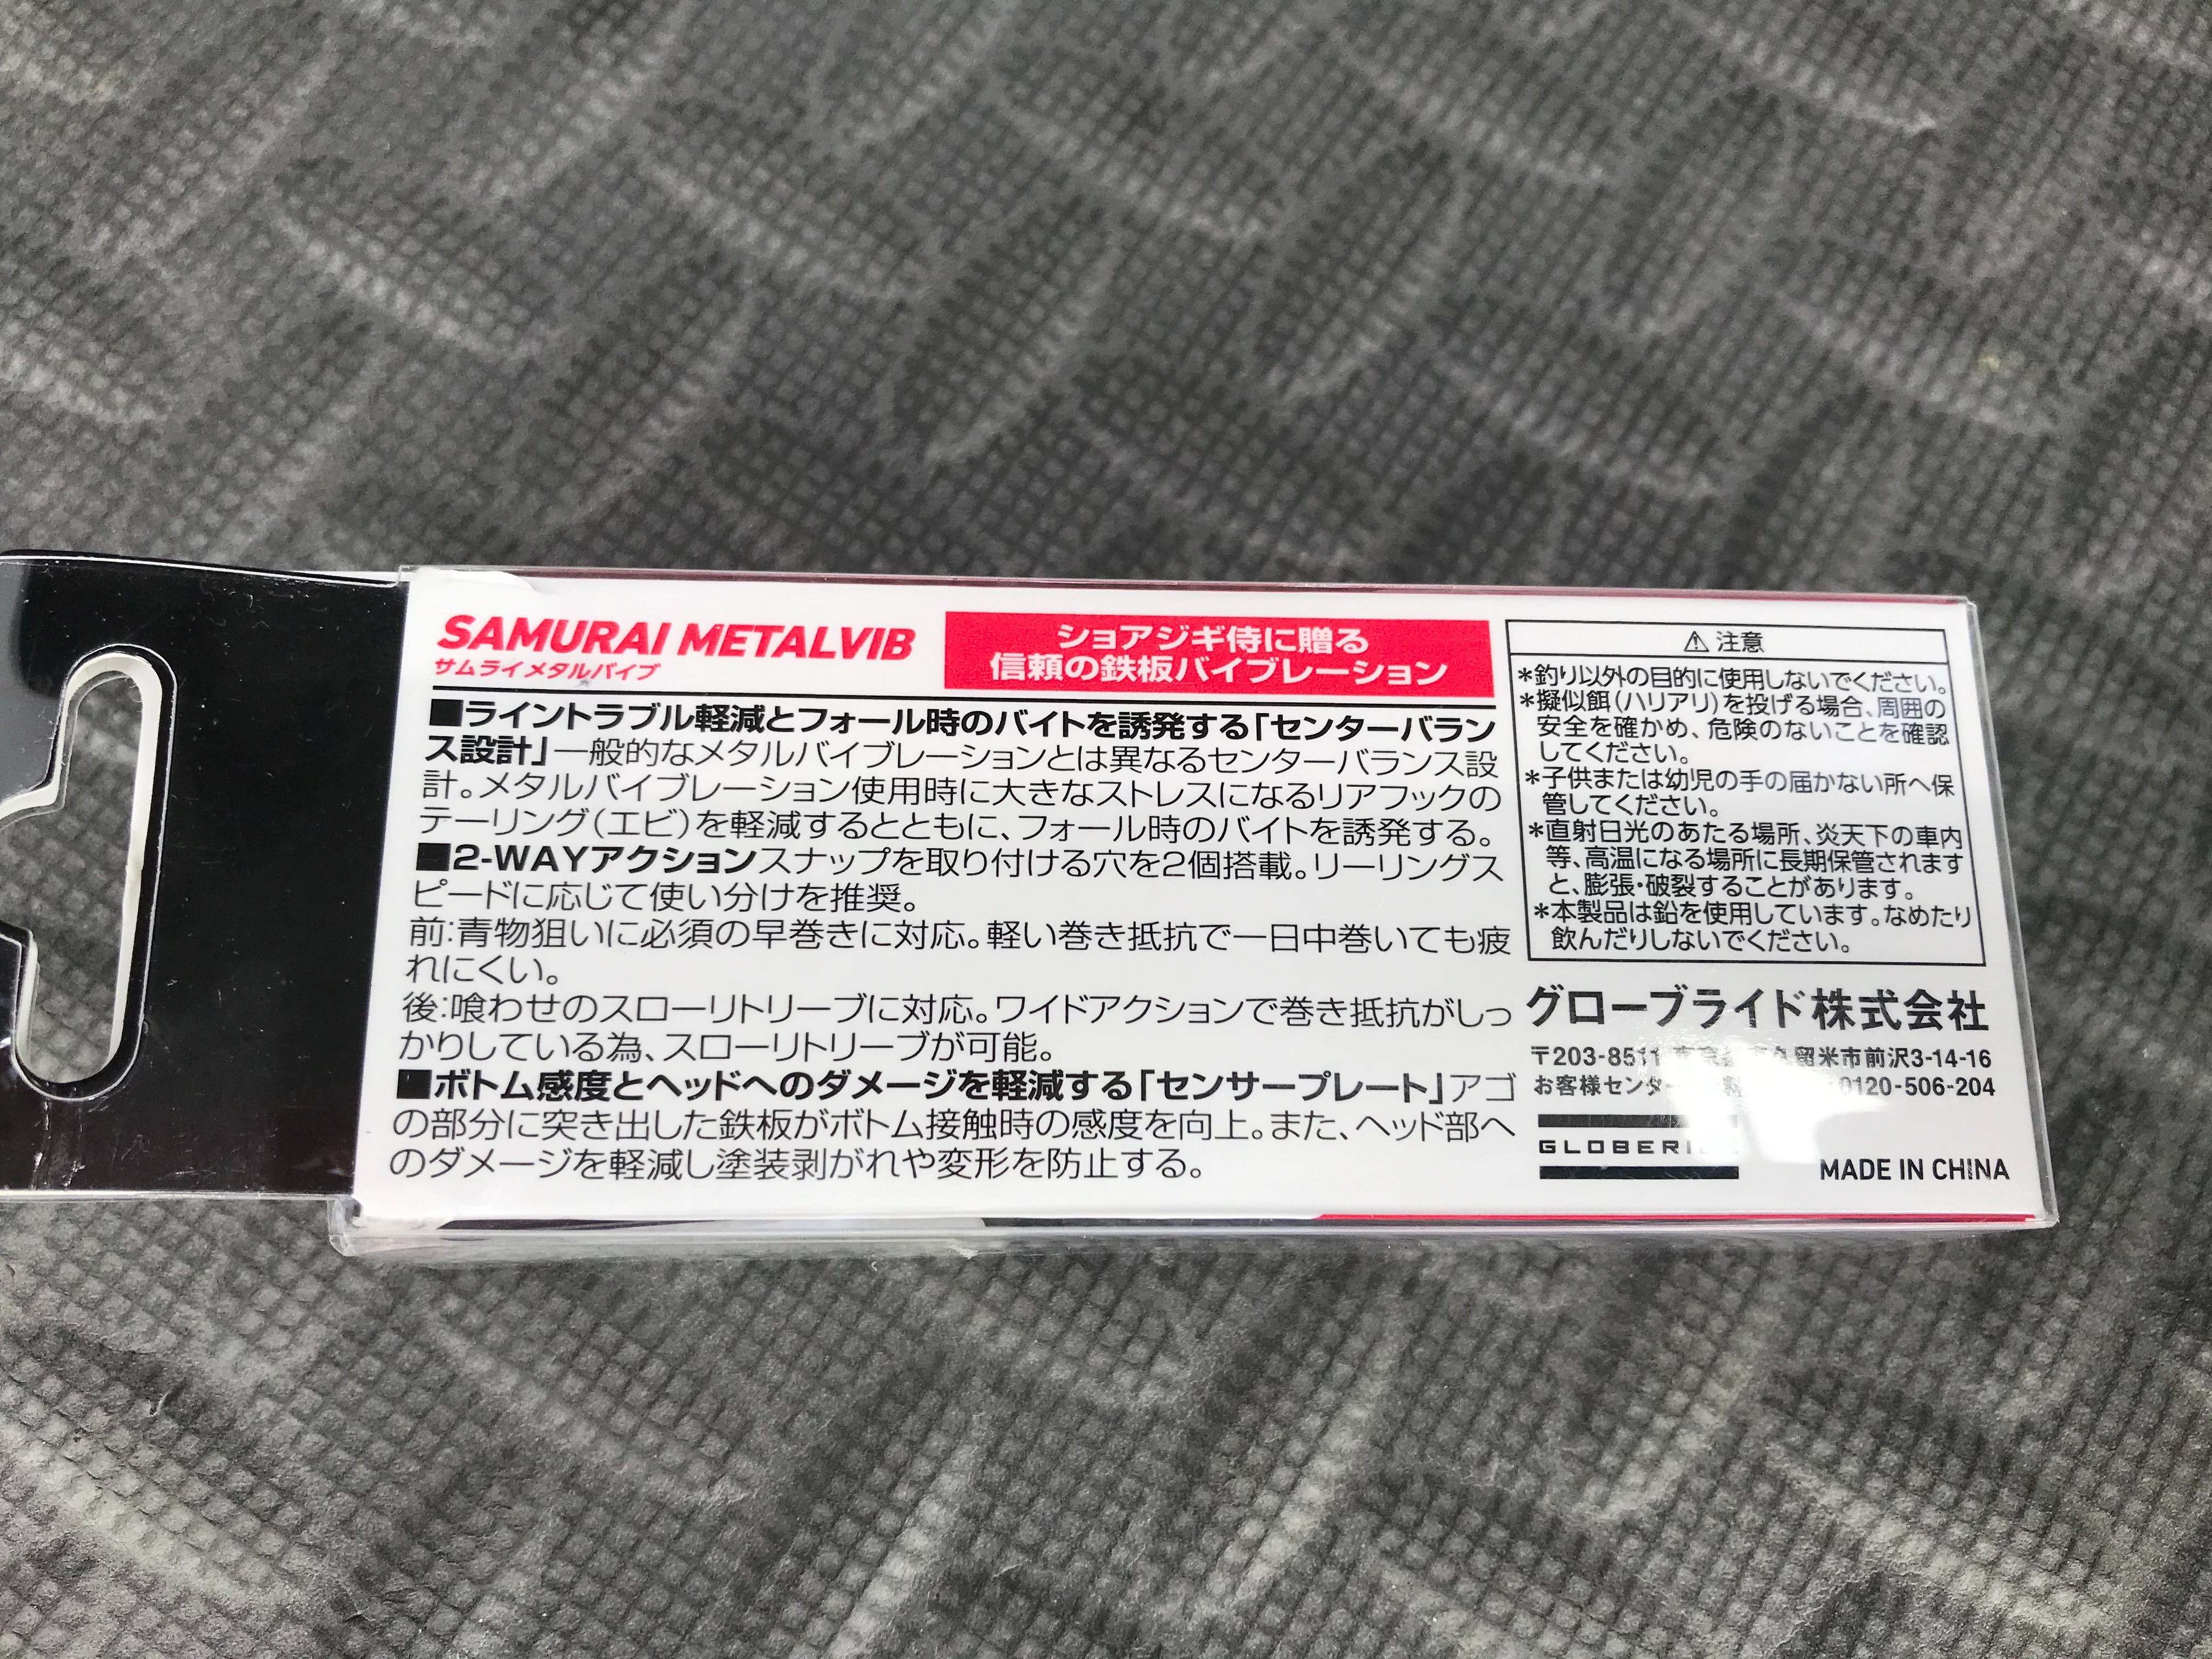 SAMURAI METALVIB
サムライメタルバイブ
ショアジギ侍に贈る
信頼の鉄板バイブレーション
■ライントラブル軽減とフォール時のバイトを誘発する「センターバラン
ス設計」一般的なメタルバイブレーションとは異なるセンターバランス設
計。メタルバイブレーション使用時に大きなストレスになるリアフックの
テーリング(エビ)を軽減するとともに、フォール時のバイトを誘発する。
■2-WAYアクションスナップを取り付ける穴を2個搭載。リーリングス
ピードに応じて使い分けを推奨。
前:青物狙いに必須の早巻きに対応。軽い巻き抵抗で一日中巻いても疲
れにくい。
後:喰わせのスローリトリーブに対応。ワイドアクションで巻き抵抗がしっ
かりしている為、スローリトリーブが可能。
■ボトム感度とヘッドへのダメージを軽減する「センサープレート」アゴ
の部分に突き出した鉄板がボトム接触時の感度を向上。また、ヘッド部へ
のダメージを軽減し塗装剥がれや変形を防止する。
⚠ 注意
*釣り以外の目的に使用しないでください。
*擬似餌(ハリアリ)を投げる場合、周囲の
安全を確かめ、危険のないことを確認
してください。
*子供または幼児の手の届かない所へ保
管してください。
*直射日光のあたる場所、炎天下の車内
等、高温になる場所に長期保管されます
と、膨張・破裂することがあります。
*本製品は鉛を使用しています。なめたり
飲んだりしないでください。
グローブライド株式会社
〒203-8511 留米市前沢3-14-16
お客様センター 0120-506-204
MADE IN CHINA